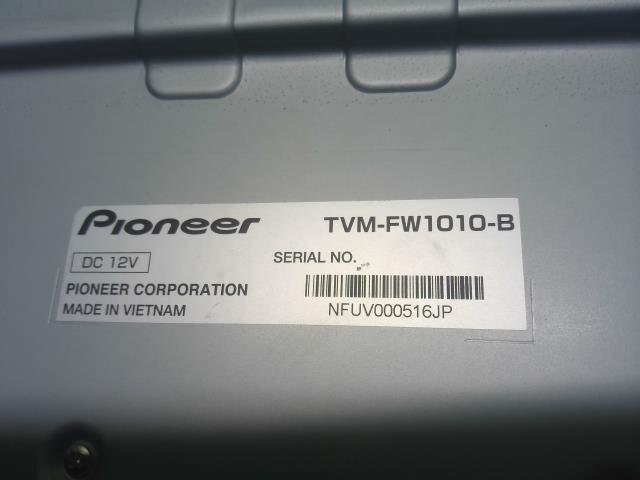 Pioneer TVM-FW1010-B
DC 12V SERIAL NO.
PIONEER CORPORATION
MADE IN VIETNAM NFUV000516JP